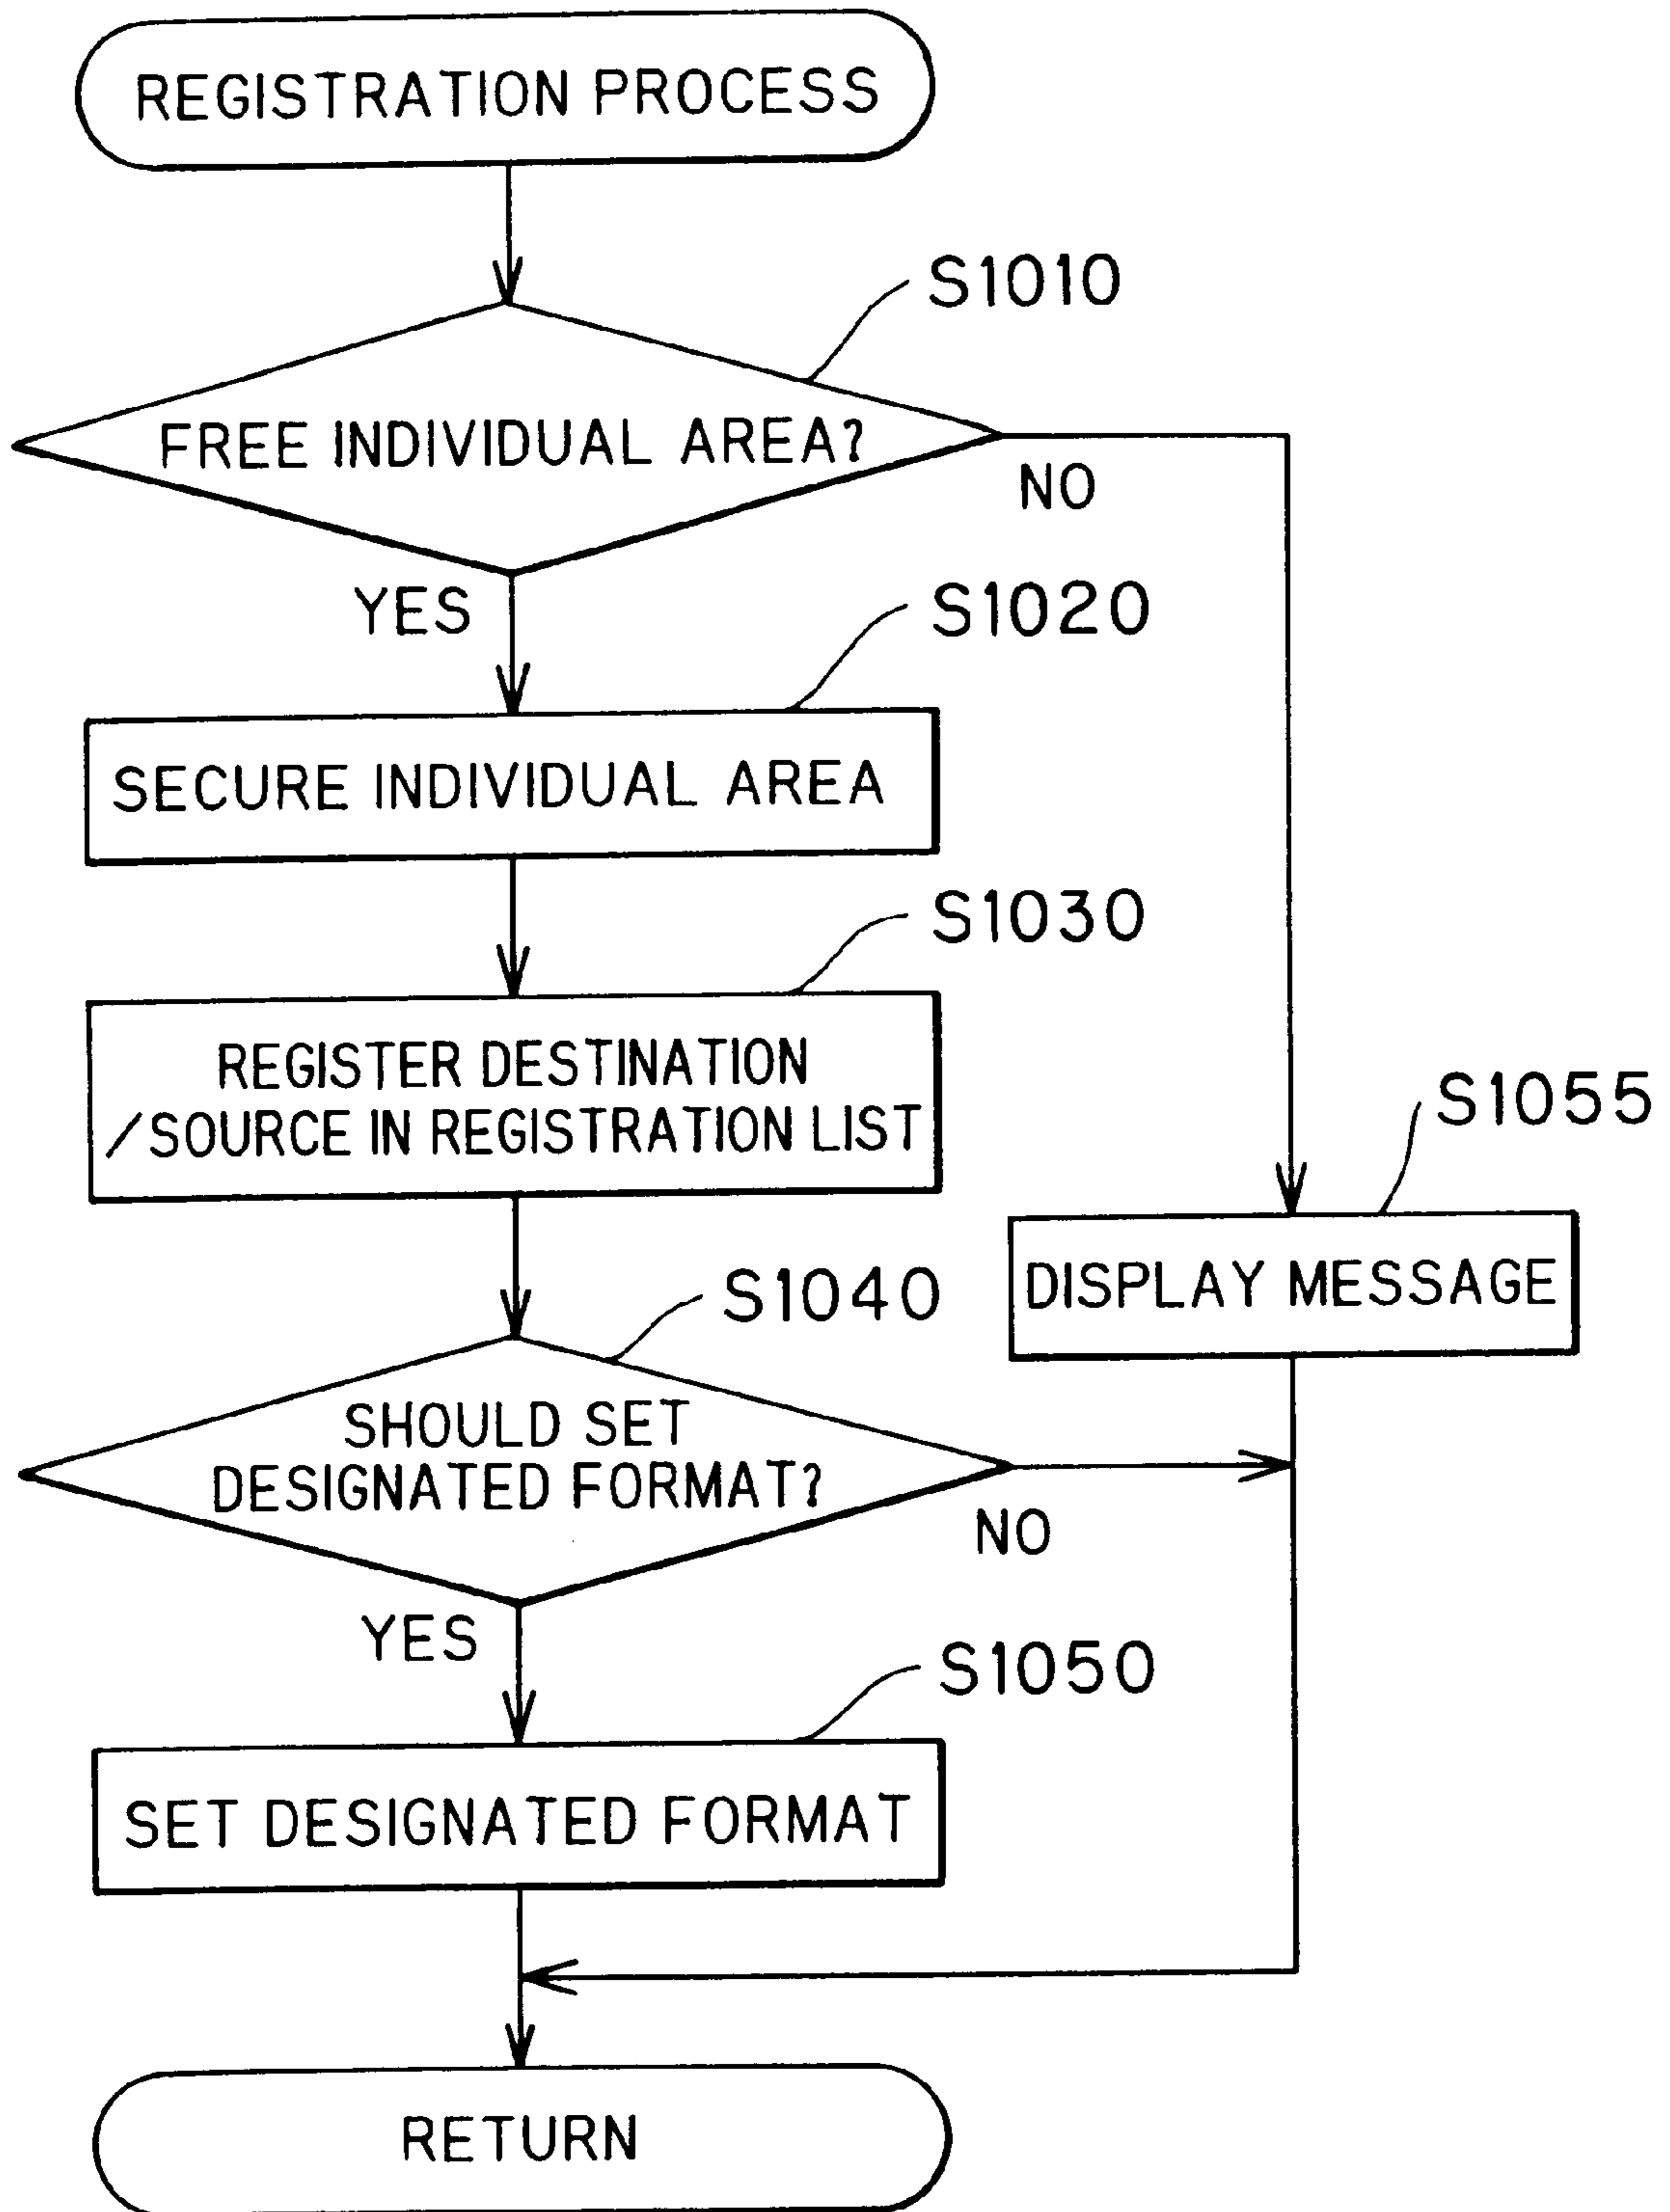 REGISTRATION PROCESS
S1010
FREE INDIVIDUAL AREA?
NO
YES
S1020
SECURE INDIVIDUAL AREA
S1030
REGISTER DESTINATION
/SOURCE IN REGISTRATION LIST
S1055
DISPLAY MESSAGE
S1040
SHOULD SET
DESIGNATED FORMAT?
NO
YES
S1050
SET DESIGNATED FORMAT
RETURN